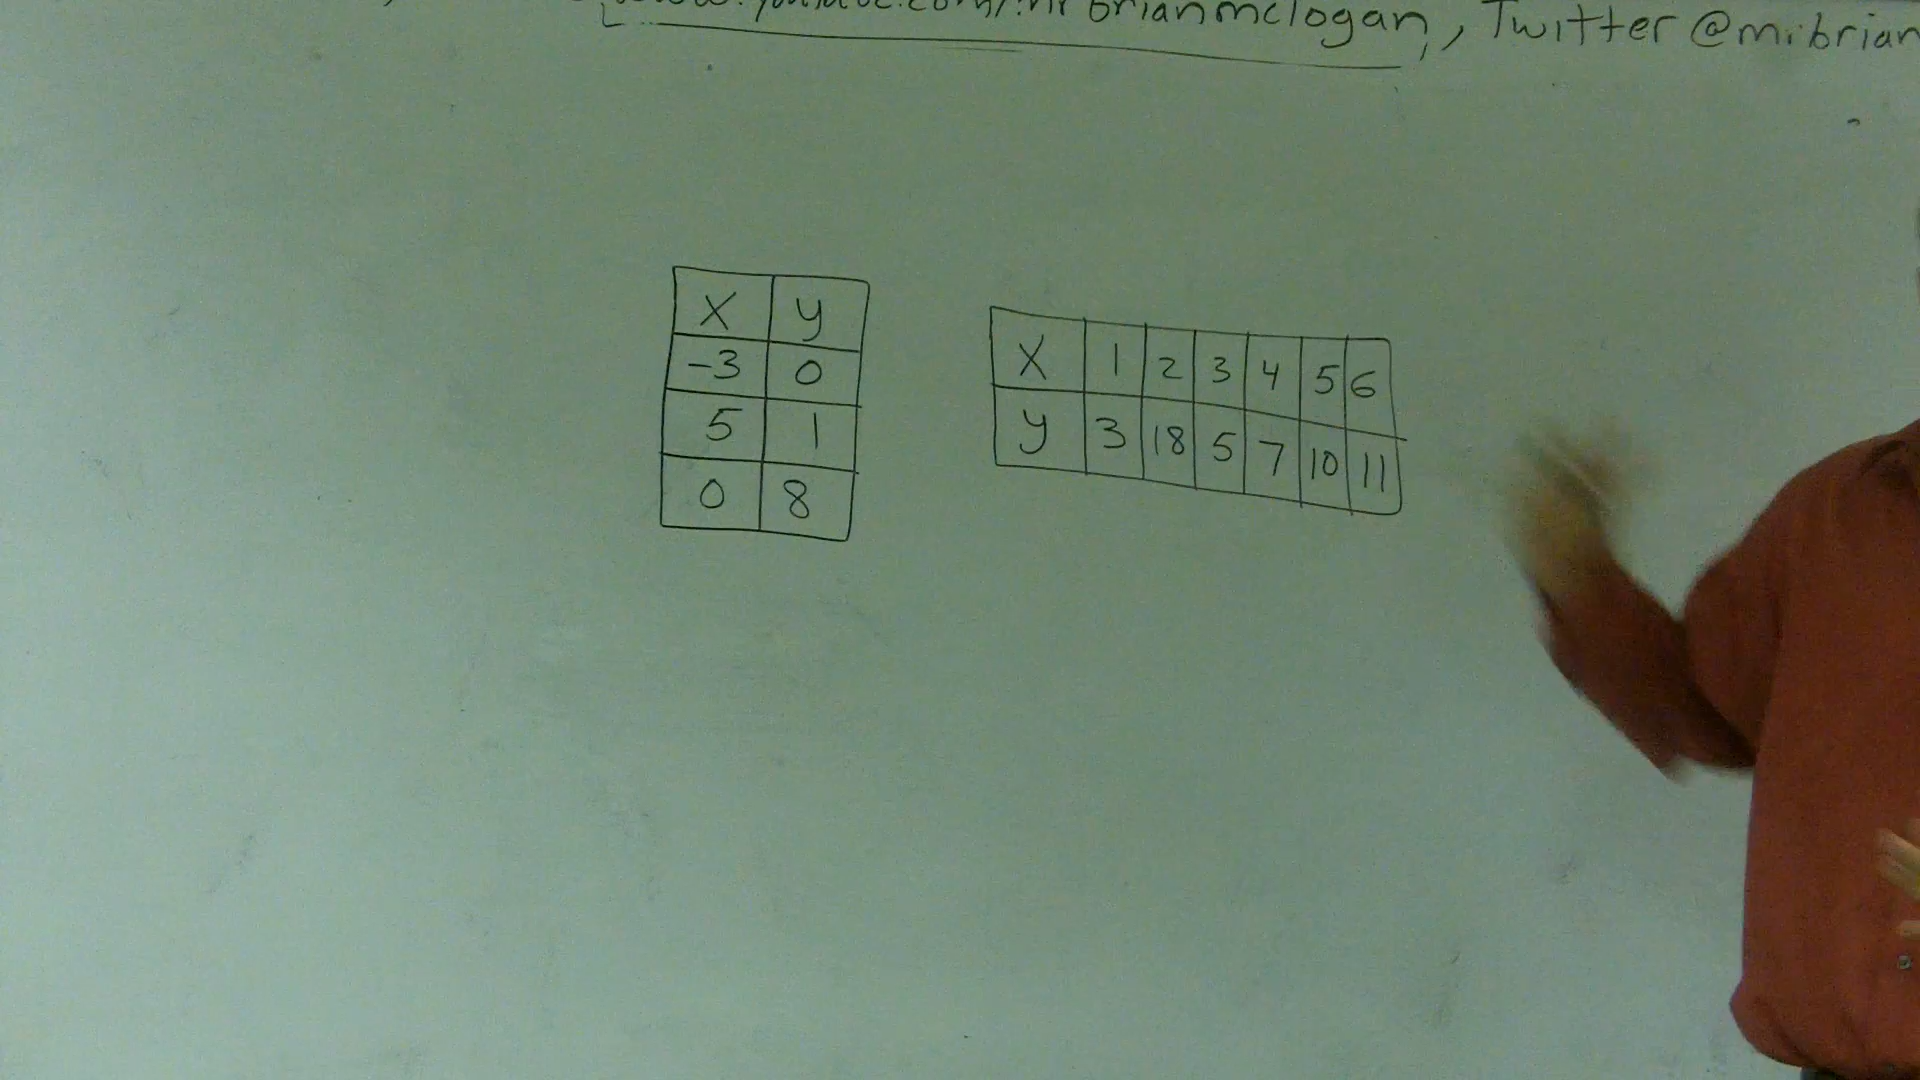 brianmclogan, Twitter @mrbrian
X y
-3 0
5 1
0 8
X 1 2 3 4 5 6
y 3 18 5 7 10 11